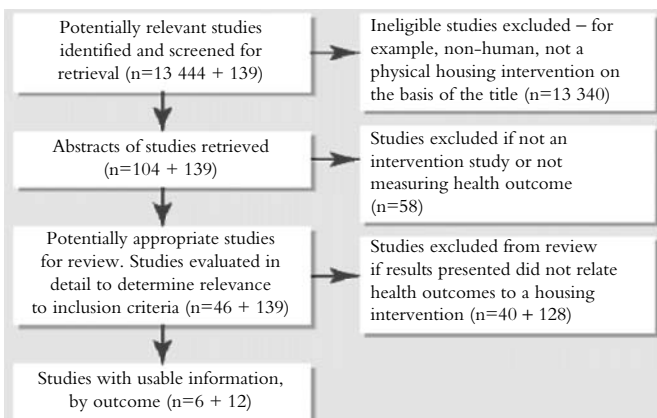 Potentially relevant studies
identified and screened for
retrieval (n=13 444 + 139)
Ineligible studies excluded – for
example, non-human, not a
physical housing intervention on
the basis of the title (n=13 340)
Abstracts of studies retrieved
(n=104 + 139)
Studies excluded if not an
intervention study or not
measuring health outcome
(n=58)
Potentially appropriate studies
for review. Studies evaluated in
detail to determine relevance
to inclusion criteria (n=46 + 139)
Studies excluded from review
if results presented did not relate
health outcomes to a housing
intervention (n=40 + 128)
Studies with usable information,
by outcome (n=6 + 12)